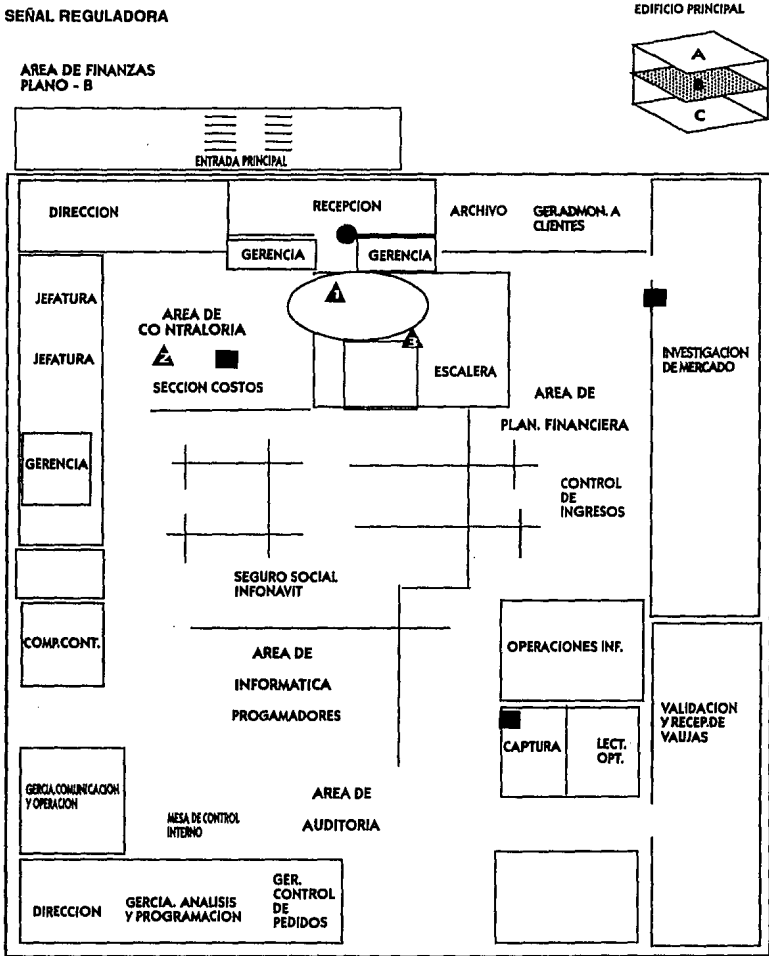 SEÑAL REGULADORA
EDIFICIO PRINCIPAL
A
B
C
AREA DE FINANZAS
PLANO - B
ENTRADA PRINCIPAL
DIRECCION
RECEPCION
ARCHIVO
GER.ADMON. A
CLIENTES
GERENCIA
GERENCIA
JEFATURA
1
AREA DE
CO NTRALORIA
JEFATURA
2
3
SECCION COSTOS
ESCALERA
INVESTIGACION
DE MERCADO
AREA DE
PLAN. FINANCIERA
GERENCIA
CONTROL
DE
INGRESOS
SEGURO SOCIAL
INFONAVIT
COMP.CONT.
AREA DE
INFORMATICA
PROGAMADORES
OPERACIONES INF.
VALIDACION
Y RECEP.DE
VALIJAS
CAPTURA
LECT.
OPT.
GERCIA.COMUNICACION
Y OPERACION
MESA DE CONTROL
INTERNO
AREA DE
AUDITORIA
DIRECCION
GERCIA. ANALISIS
Y PROGRAMACION
GER.
CONTROL
DE
PEDIDOS